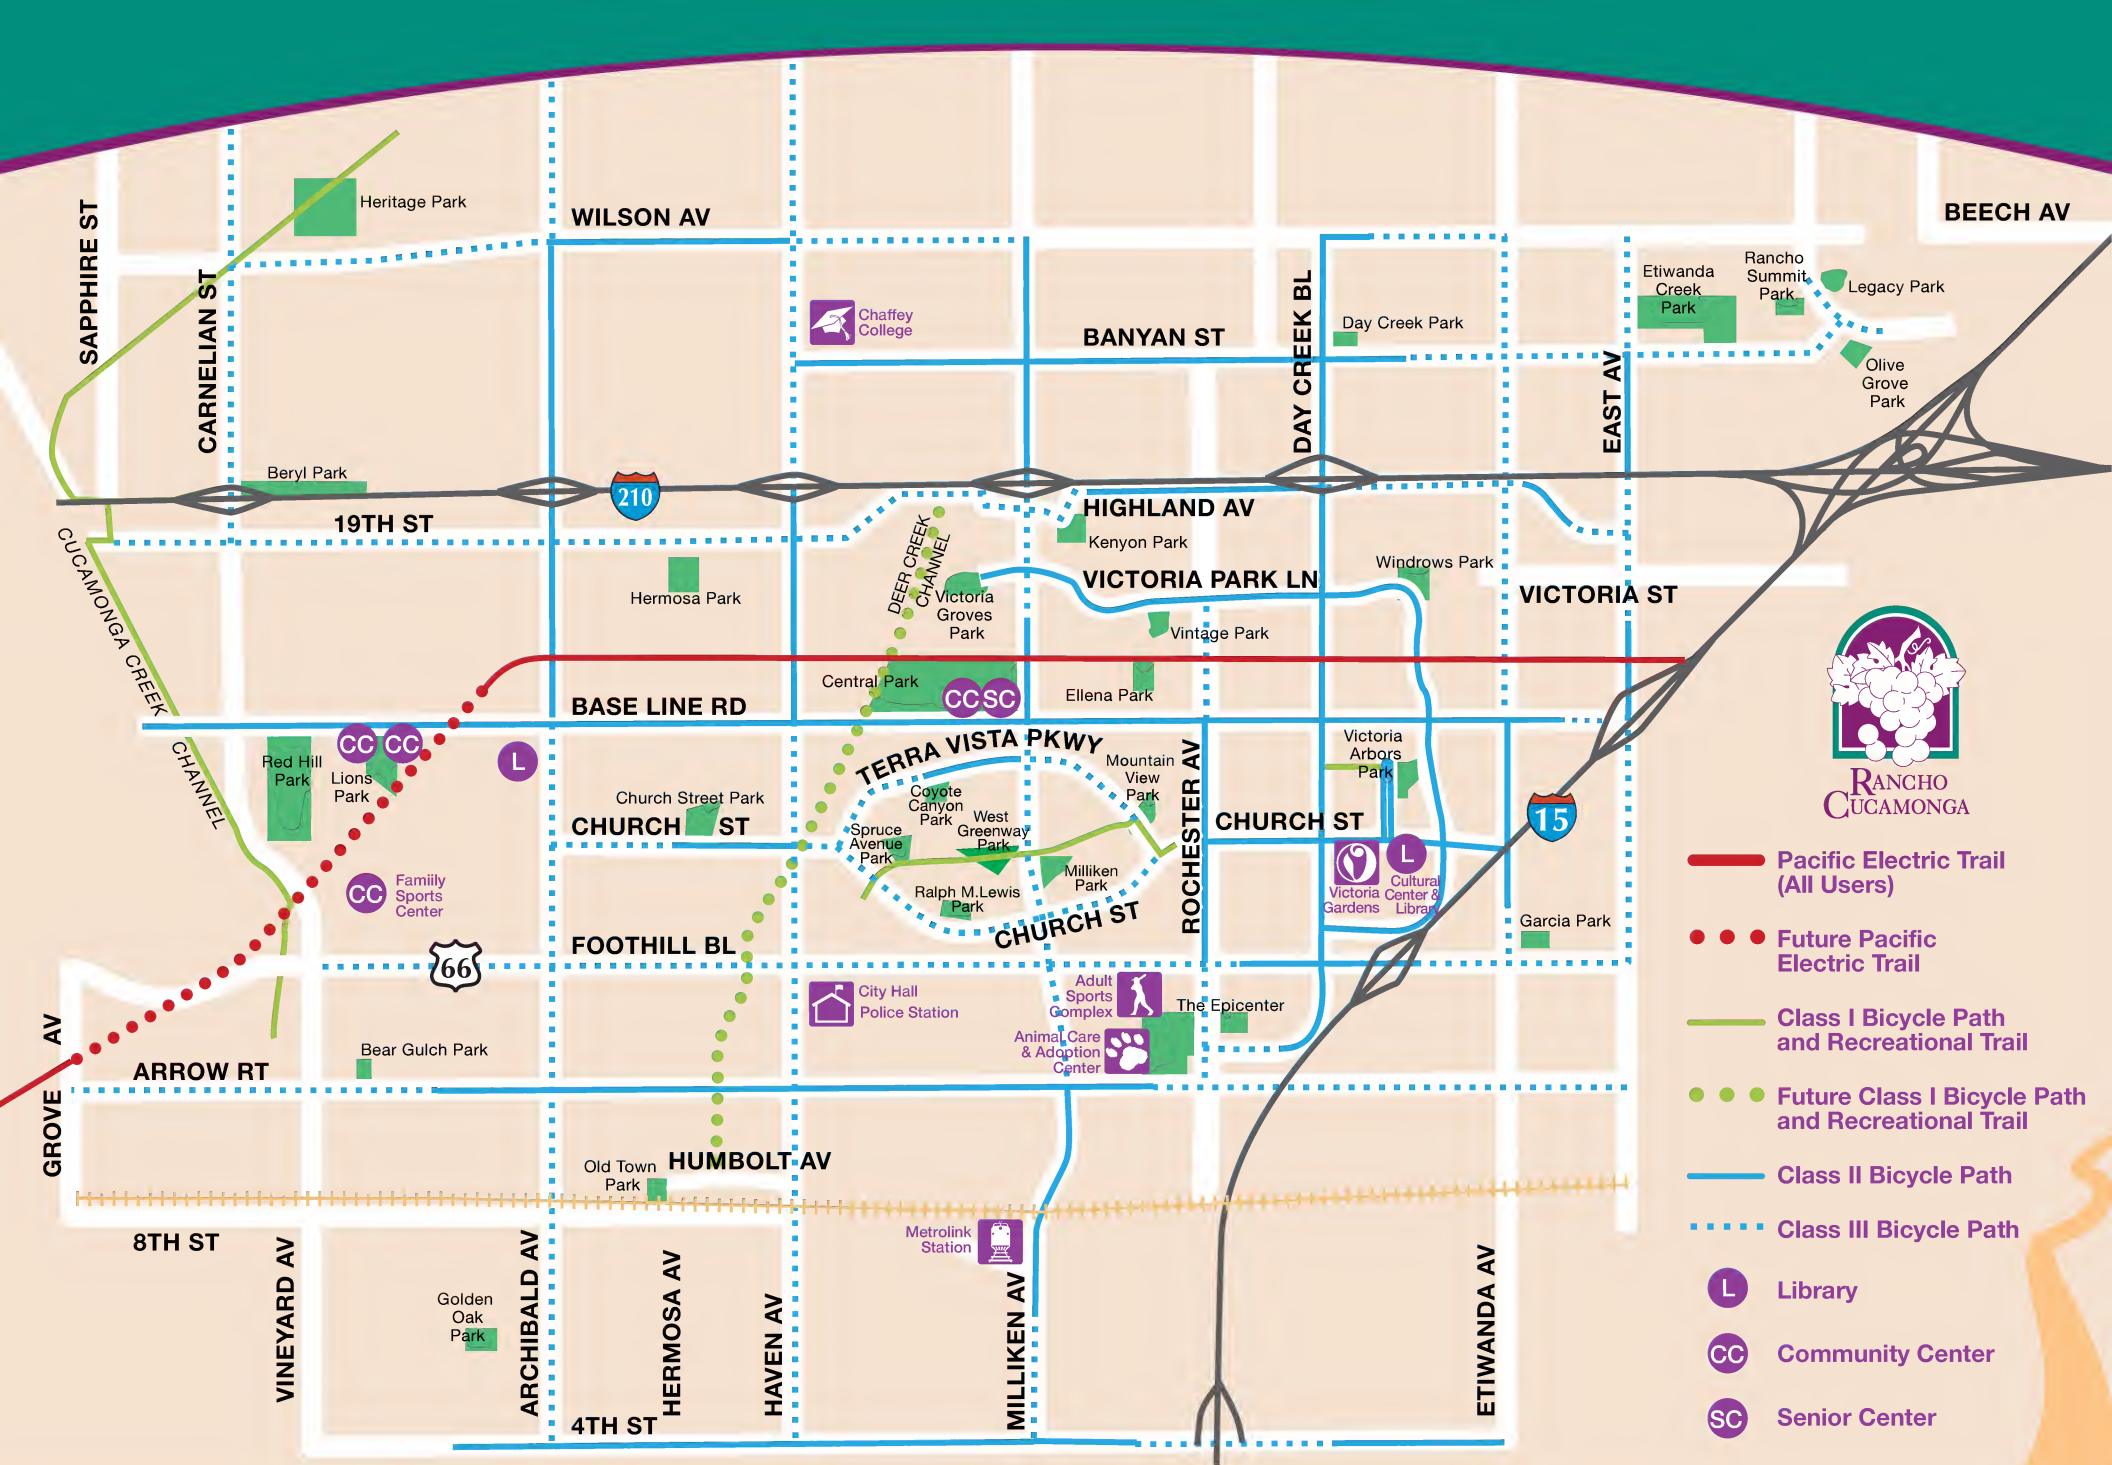 WILSON AV
BEECH AV
Heritage Park
SAPPHIRE ST
CARNELIAN ST
Chaffey
College
BANYAN ST
DAY CREEK BL
Day Creek Park
EAST AV
Etiwanda
Creek
Park
Rancho
Summit
Park
Legacy Park
Olive
Grove
Park
Beryl Park
210
19TH ST
HIGHLAND AV
Kenyon Park
CUCAMONGA CREEK
CHANNEL
DEER CREEK
CHANNEL
Hermosa Park
Victoria
Groves
Park
VICTORIA PARK LN
Windrows Park
VICTORIA ST
Vintage Park
Central Park
CC
SC
Ellena Park
BASE LINE RD
CC
CC
L
Red Hill
Park
Lions
Park
TERRA VISTA PKWY
Mountain
View
Park
Victoria
Arbors
Park
ROCHESTER AV
Church Street Park
CHURCH ST
Coyote
Canyon
Park
West
Greenway
Park
Spruce
Avenue
Park
Milliken
Park
Ralph M.Lewis
Park
CHURCH ST
CHURCH ST
L
Victoria
Gardens
Cultural
Center &
Library
15
CC
Famiily
Sports
Center
Garcia Park
FOOTHILL BL
66
City Hall
Police Station
Adult
Sports
Complex
The Epicenter
Animal Care
& Adoption
Center
GROVE AV
ARROW RT
Bear Gulch Park
Old Town
Park
HUMBOLT AV
8TH ST
Metrolink
Station
VINEYARD AV
ARCHIBALD AV
HERMOSA AV
HAVEN AV
MILLIKEN AV
ETIWANDA AV
Golden
Oak
Park
4TH ST
RANCHO
CUCAMONGA
Pacific Electric Trail
(All Users)
Future Pacific
Electric Trail
Class I Bicycle Path
and Recreational Trail
Future Class I Bicycle Path
and Recreational Trail
Class II Bicycle Path
Class III Bicycle Path
L
Library
CC
Community Center
SC
Senior Center